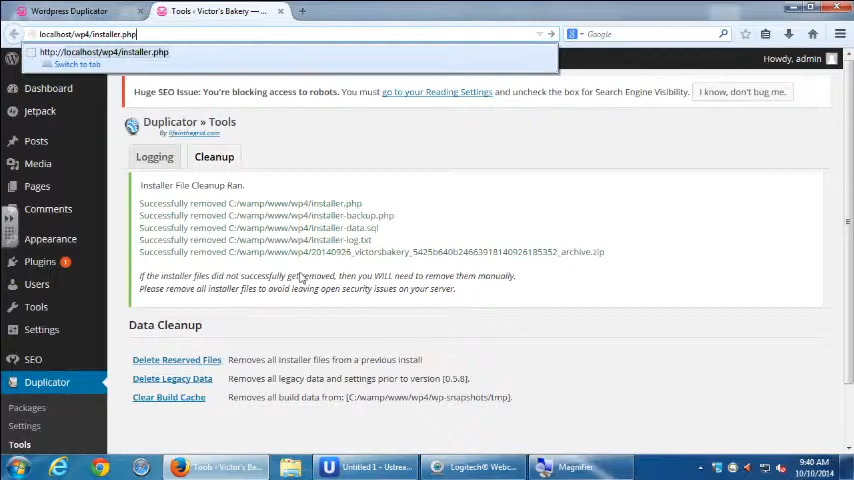 Wordpress Duplicator
Tools ‹ Victor's Bakery — ...
localhost/wp4/installer.php
Google
http://localhost/wp4/installer.php
Switch to tab
Howdy, admin
Dashboard
Jetpack
Posts
Media
Pages
Comments
Appearance
Plugins 1
Users
Tools
Settings
SEO
Duplicator
Packages
Settings
Tools
Huge SEO Issue: You're blocking access to robots. You must go to your Reading Settings and uncheck the box for Search Engine Visibility. I know, don't bug me.
Duplicator » Tools
By lifeinthegrid.com
Logging Cleanup
Installer File Cleanup Ran.
Successfully removed C:/wamp/www/wp4/installer.php
Successfully removed C:/wamp/www/wp4/installer-backup.php
Successfully removed C:/wamp/www/wp4/installer-data.sql
Successfully removed C:/wamp/www/wp4/installer-log.txt
Successfully removed C:/wamp/www/wp4/20140926_victorsbakery_5425b640b24663918140926185352_archive.zip
If the installer files did not successfully get removed, then you WILL need to remove them manually.
Please remove all installer files to avoid leaving open security issues on your server.
Data Cleanup
Delete Reserved Files Removes all installer files from a previous install
Delete Legacy Data Removes all legacy data and settings prior to version [0.5.8].
Clear Build Cache Removes all build data from: [C:/wamp/www/wp4/wp-snapshots/tmp].
Tools ‹ Victor's Ba...
Untitled 1 - Ustrea...
Logitech® Webc...
Magnifier
9:40 AM
10/10/2014